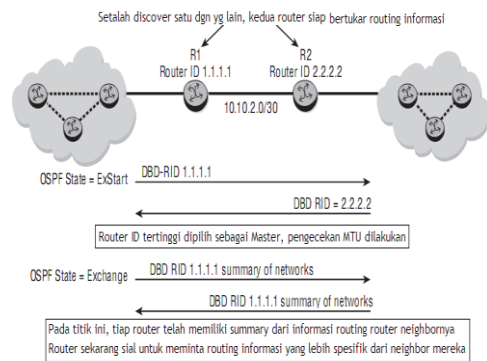 Setalah discover satu dgn yg lain, kedua router siap bertukar routing informasi
R1
Router ID 1.1.1.1
R2
Router ID 2.2.2.2
10.10.2.0/30
OSPF State = ExStart
DBD-RID 1.1.1.1
DBD RID = 2.2.2.2
Router ID tertinggi dipilih sebagai Master, pengecekan MTU dilakukan
OSPF State = Exchange
DBD RID 1.1.1.1 summary of networks
DBD RID 1.1.1.1 summary of networks
Pada titik ini, tiap router telah memiliki summary dari informasi routing router neighbornya
Router sekarang sial untuk meminta routing informasi yang lebih spesifik dari neighbor mereka